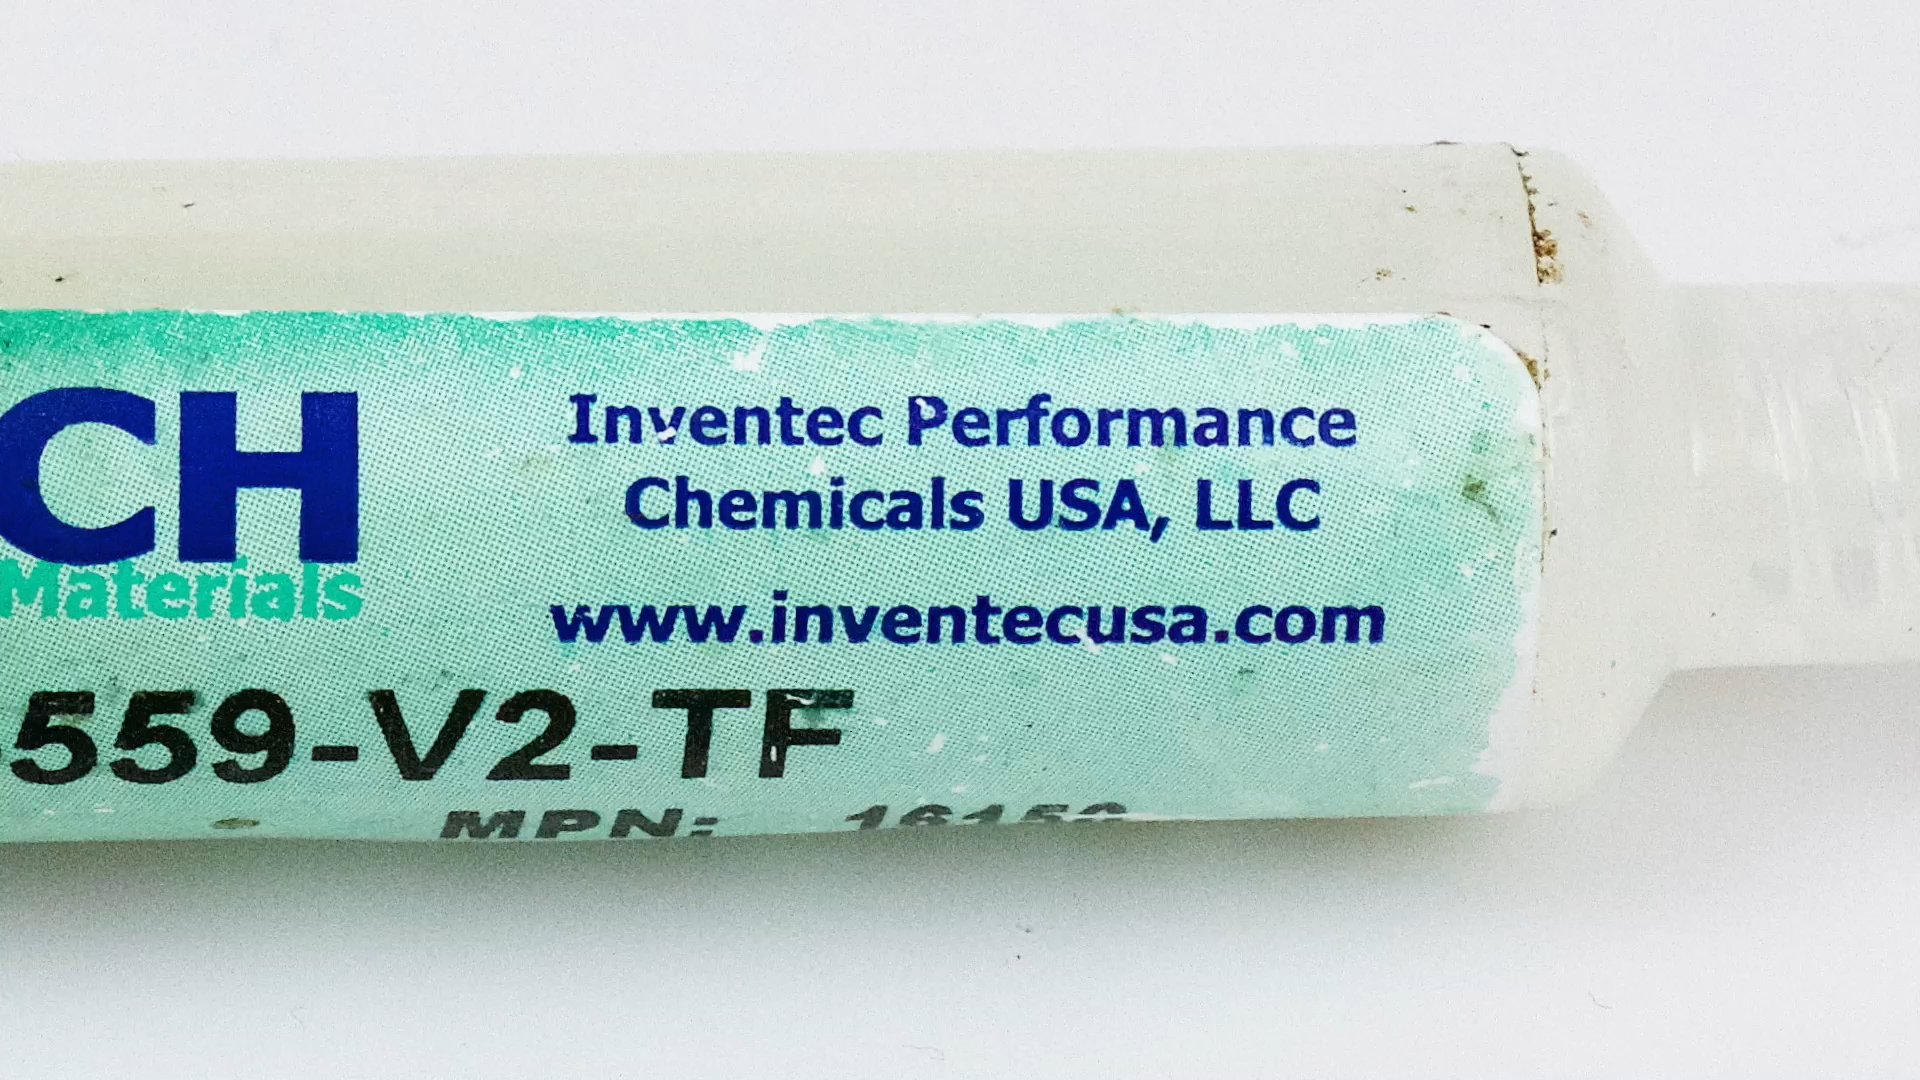 CH
Materials
Inventec Performance
Chemicals USA, LLC
www.inventecusa.com
-559-V2-TF
MPN: